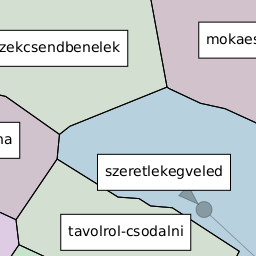 zekcsendbenelek
mokaes
na
szeretlekegveled
tavolrol-csodalni